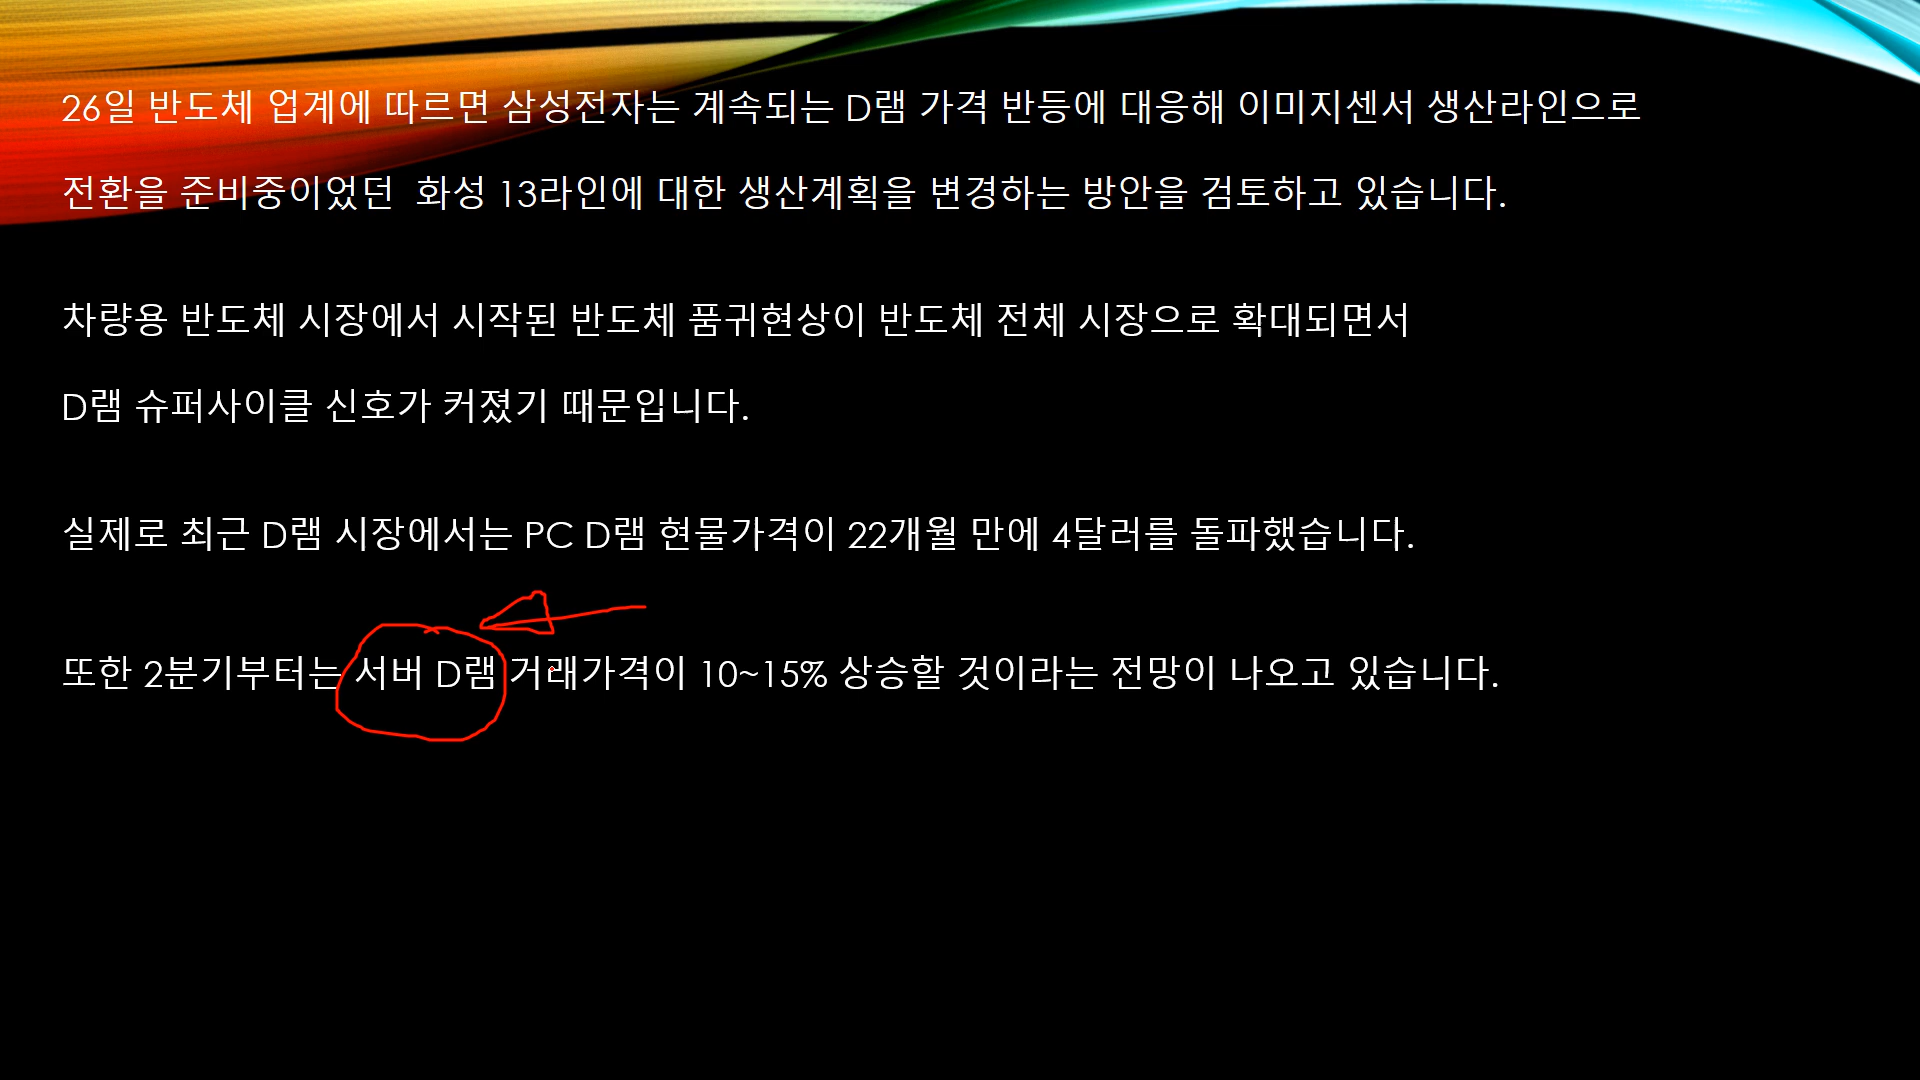 26일 반도체 업계에 따르면 삼성전자는 계속되는 D램 가격 반등에 대응해 이미지센서 생산라인으로
전환을 준비중이었던 화성 13라인에 대한 생산계획을 변경하는 방안을 검토하고 있습니다.
차량용 반도체 시장에서 시작된 반도체 품귀현상이 반도체 전체 시장으로 확대되면서
D램 슈퍼사이클 신호가 커졌기 때문입니다.
실제로 최근 D램 시장에서는 PC D램 현물가격이 22개월 만에 4달러를 돌파했습니다.
또한 2분기부터는 서버 D램 거래가격이 10~15% 상승할 것이라는 전망이 나오고 있습니다.